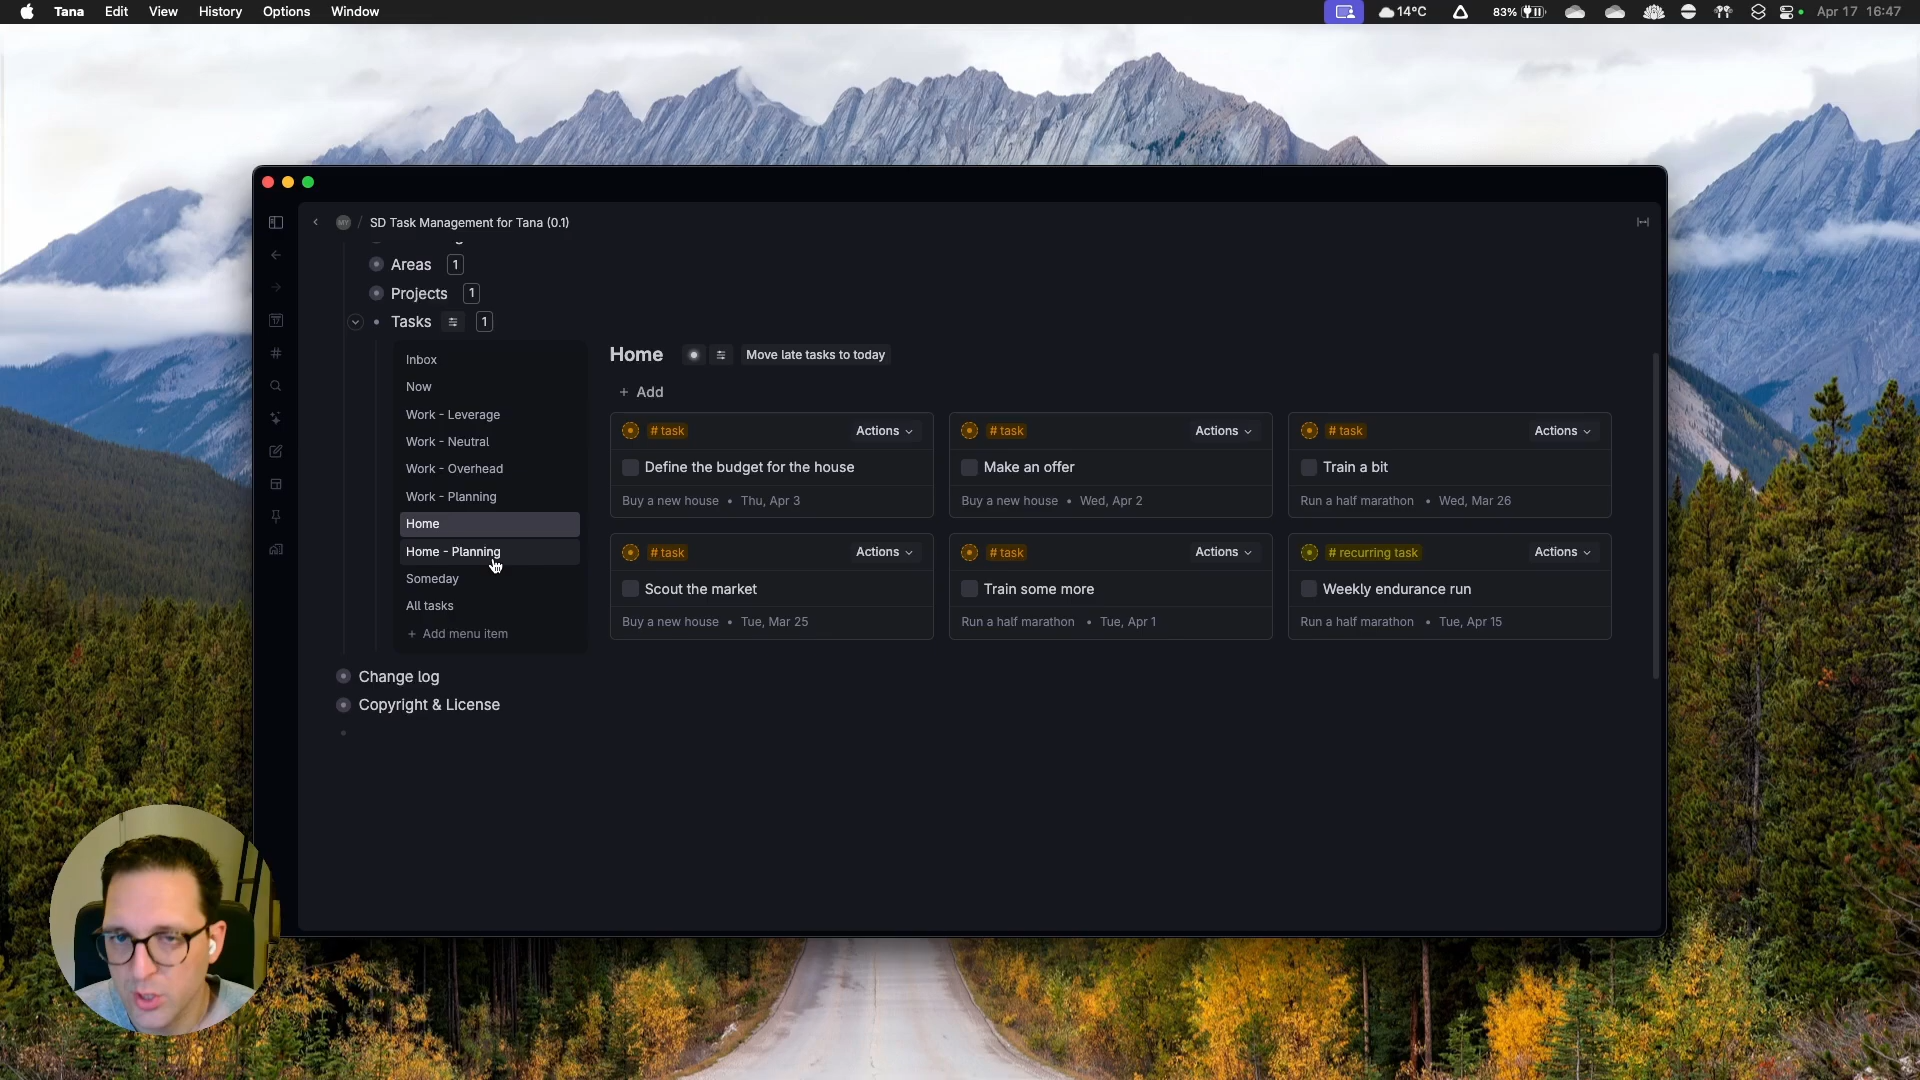 Tana Edit View History Options Window 14°C 83% Apr 17 16:47
MY / SD Task Management for Tana (0.1)
17
Areas 1
Projects 1
Tasks 1
Inbox
Now
Work - Leverage
Work - Neutral
Work - Overhead
Work - Planning
Home
Home - Planning
Someday
All tasks
+ Add menu item
Home Move late tasks to today
+ Add
# task Actions
Define the budget for the house
Buy a new house • Thu, Apr 3
# task Actions
Make an offer
Buy a new house • Wed, Apr 2
# task Actions
Train a bit
Run a half marathon • Wed, Mar 26
# task Actions
Scout the market
Buy a new house • Tue, Mar 25
# task Actions
Train some more
Run a half marathon • Tue, Apr 1
# recurring task Actions
Weekly endurance run
Run a half marathon • Tue, Apr 15
Change log
Copyright & License